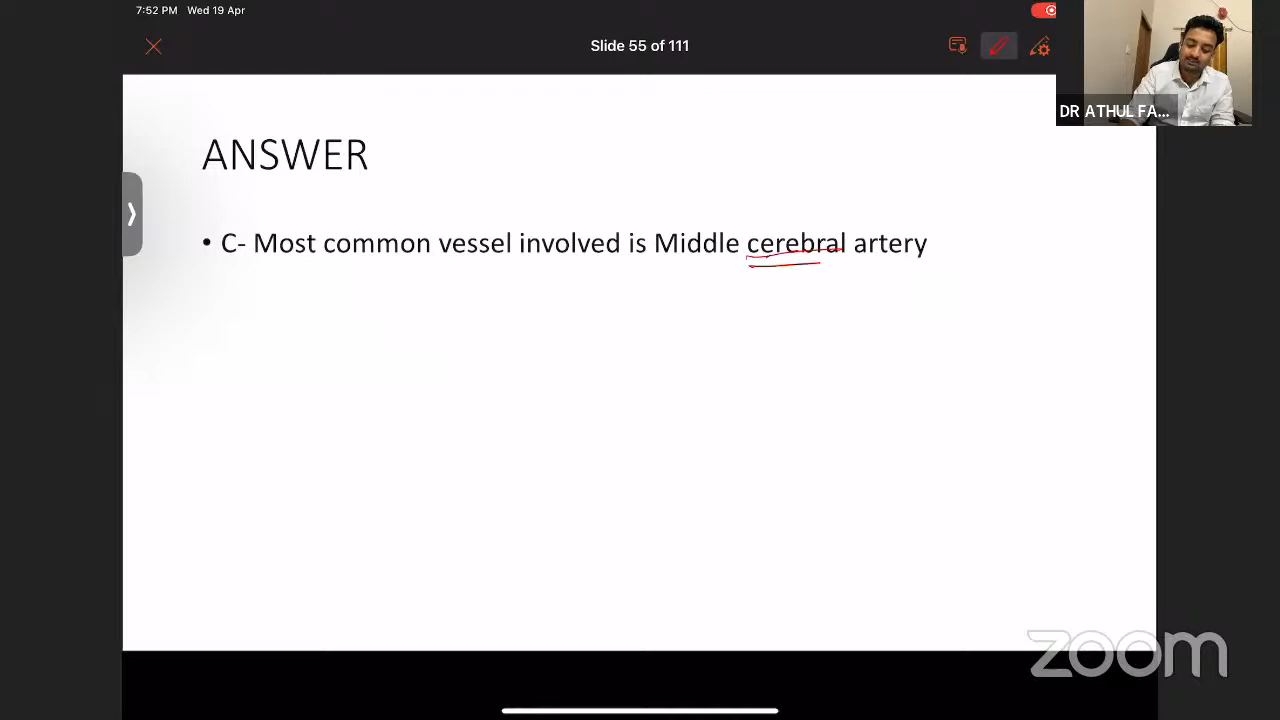 7:52 PM Wed 19 Apr
Slide 55 of 111
DR ATHUL FA...
ANSWER
• C- Most common vessel involved is Middle cerebral artery
zoom